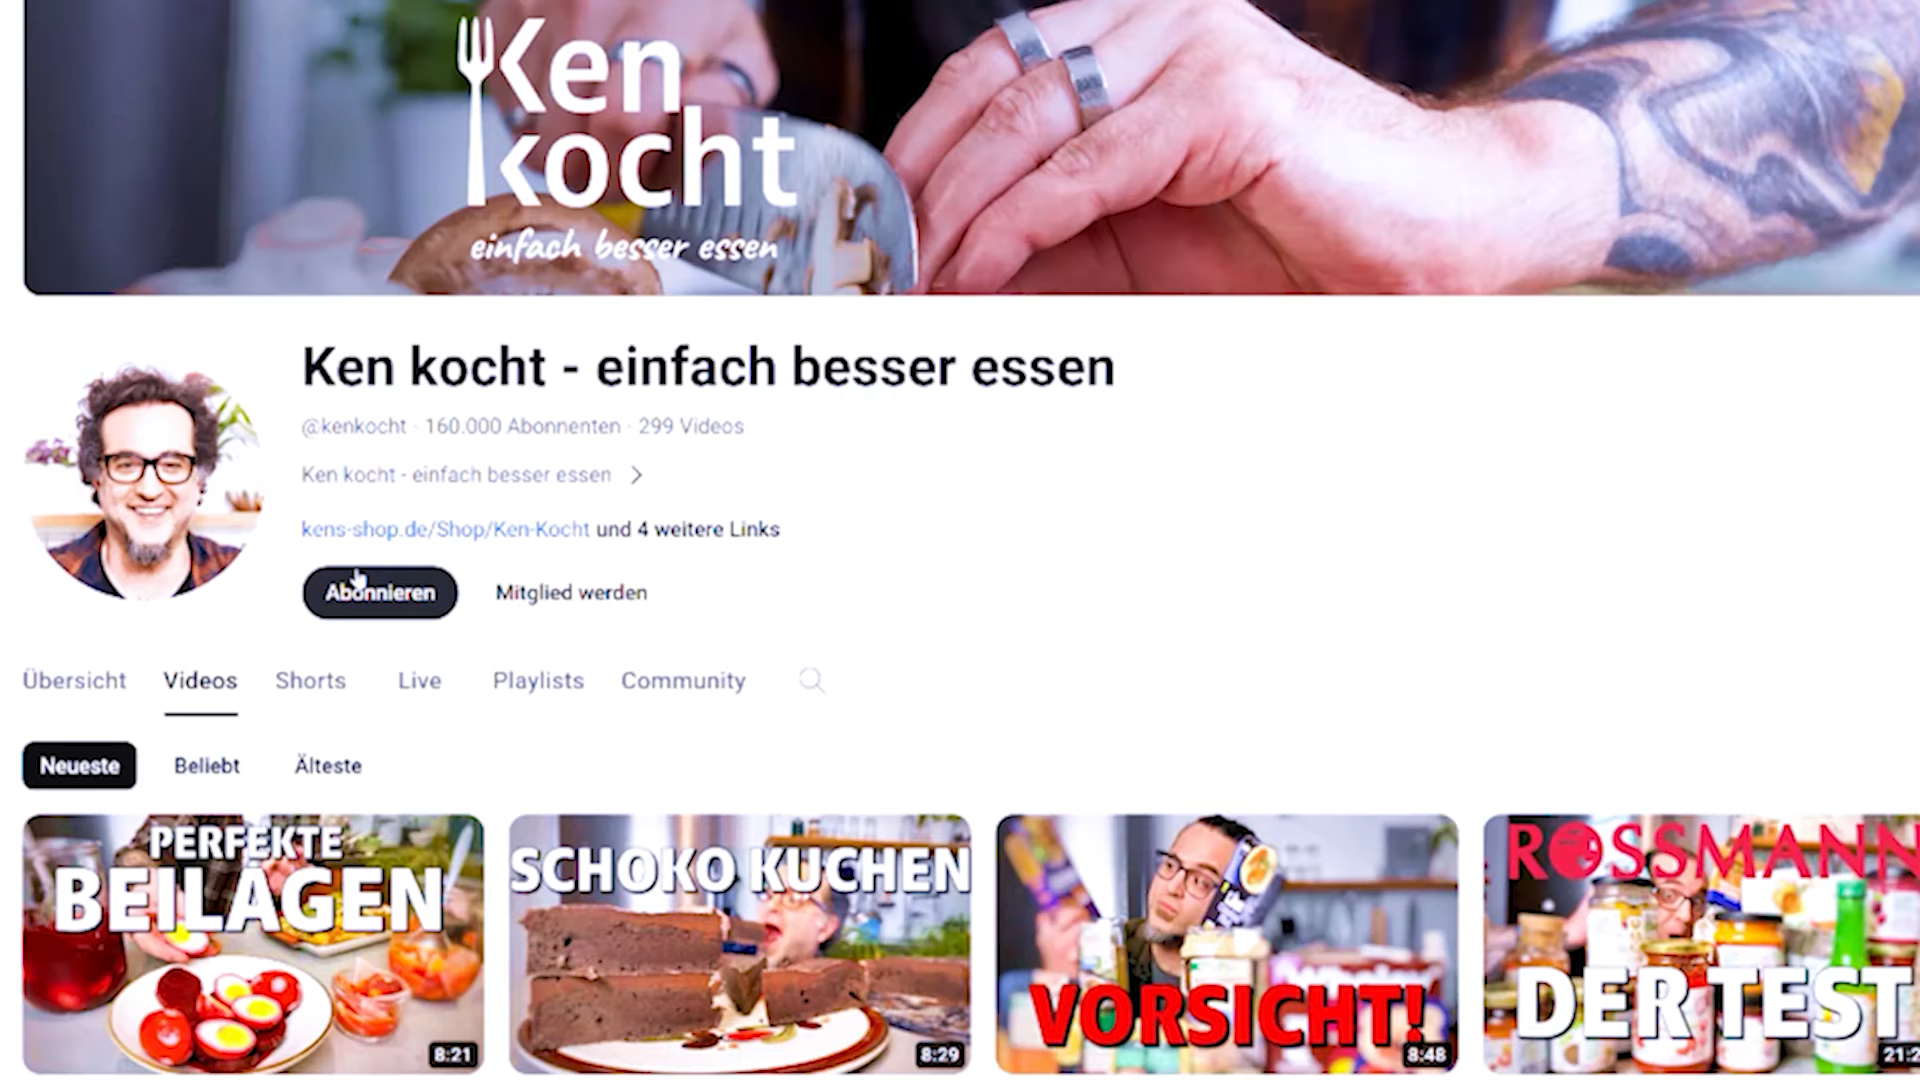 Ken
kocht
einfach besser essen
Ken kocht - einfach besser essen
@kenkocht · 160.000 Abonnenten · 299 Videos
Ken kocht - einfach besser essen
kens-shop.de/Shop/Ken-Kocht und 4 weitere Links
Abonnieren Mitglied werden
Übersicht Videos Shorts Live Playlists Community
Neueste Beliebt Älteste
PERFEKTE
BEILAGEN
8:21
SCHOKO KUCHEN
8:29
VORSICHT!
8:48
ROSSMANN
DER TEST